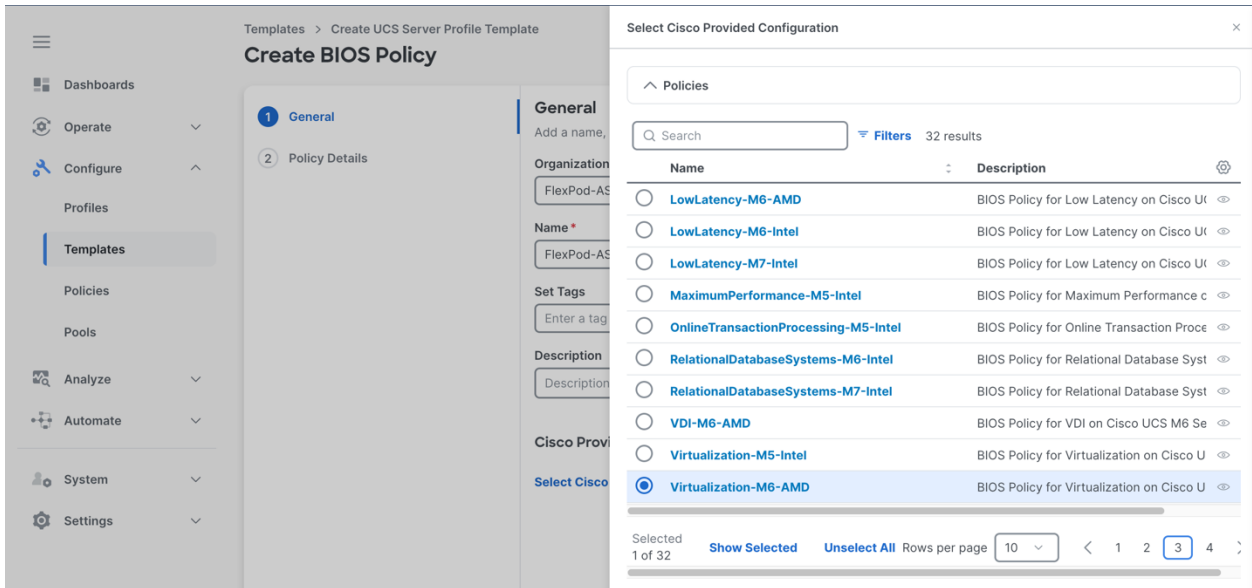 Templates > Create UCS Server Profile Template
Create BIOS Policy
Dashboards
Operate
Configure
Profiles
Templates
Policies
Pools
Analyze
Automate
System
Settings
1 General
2 Policy Details
General
Add a name,
Organization
FlexPod-AS
Name *
FlexPod-AS
Set Tags
Enter a tag
Description
Description
Cisco Provi
Select Cisco
Select Cisco Provided Configuration
Policies
Search
Filters 32 results
Name Description
LowLatency-M6-AMD BIOS Policy for Low Latency on Cisco U
LowLatency-M6-Intel BIOS Policy for Low Latency on Cisco U
LowLatency-M7-Intel BIOS Policy for Low Latency on Cisco U
MaximumPerformance-M5-Intel BIOS Policy for Maximum Performance
OnlineTransactionProcessing-M5-Intel BIOS Policy for Online Transaction Proce
RelationalDatabaseSystems-M6-Intel BIOS Policy for Relational Database Syst
RelationalDatabaseSystems-M7-Intel BIOS Policy for Relational Database Syst
VDI-M6-AMD BIOS Policy for VDI on Cisco UCS M6 Se
Virtualization-M5-Intel BIOS Policy for Virtualization on Cisco U
Virtualization-M6-AMD BIOS Policy for Virtualization on Cisco U
Selected
1 of 32
Show Selected Unselect All Rows per page 10 1 2 3 4